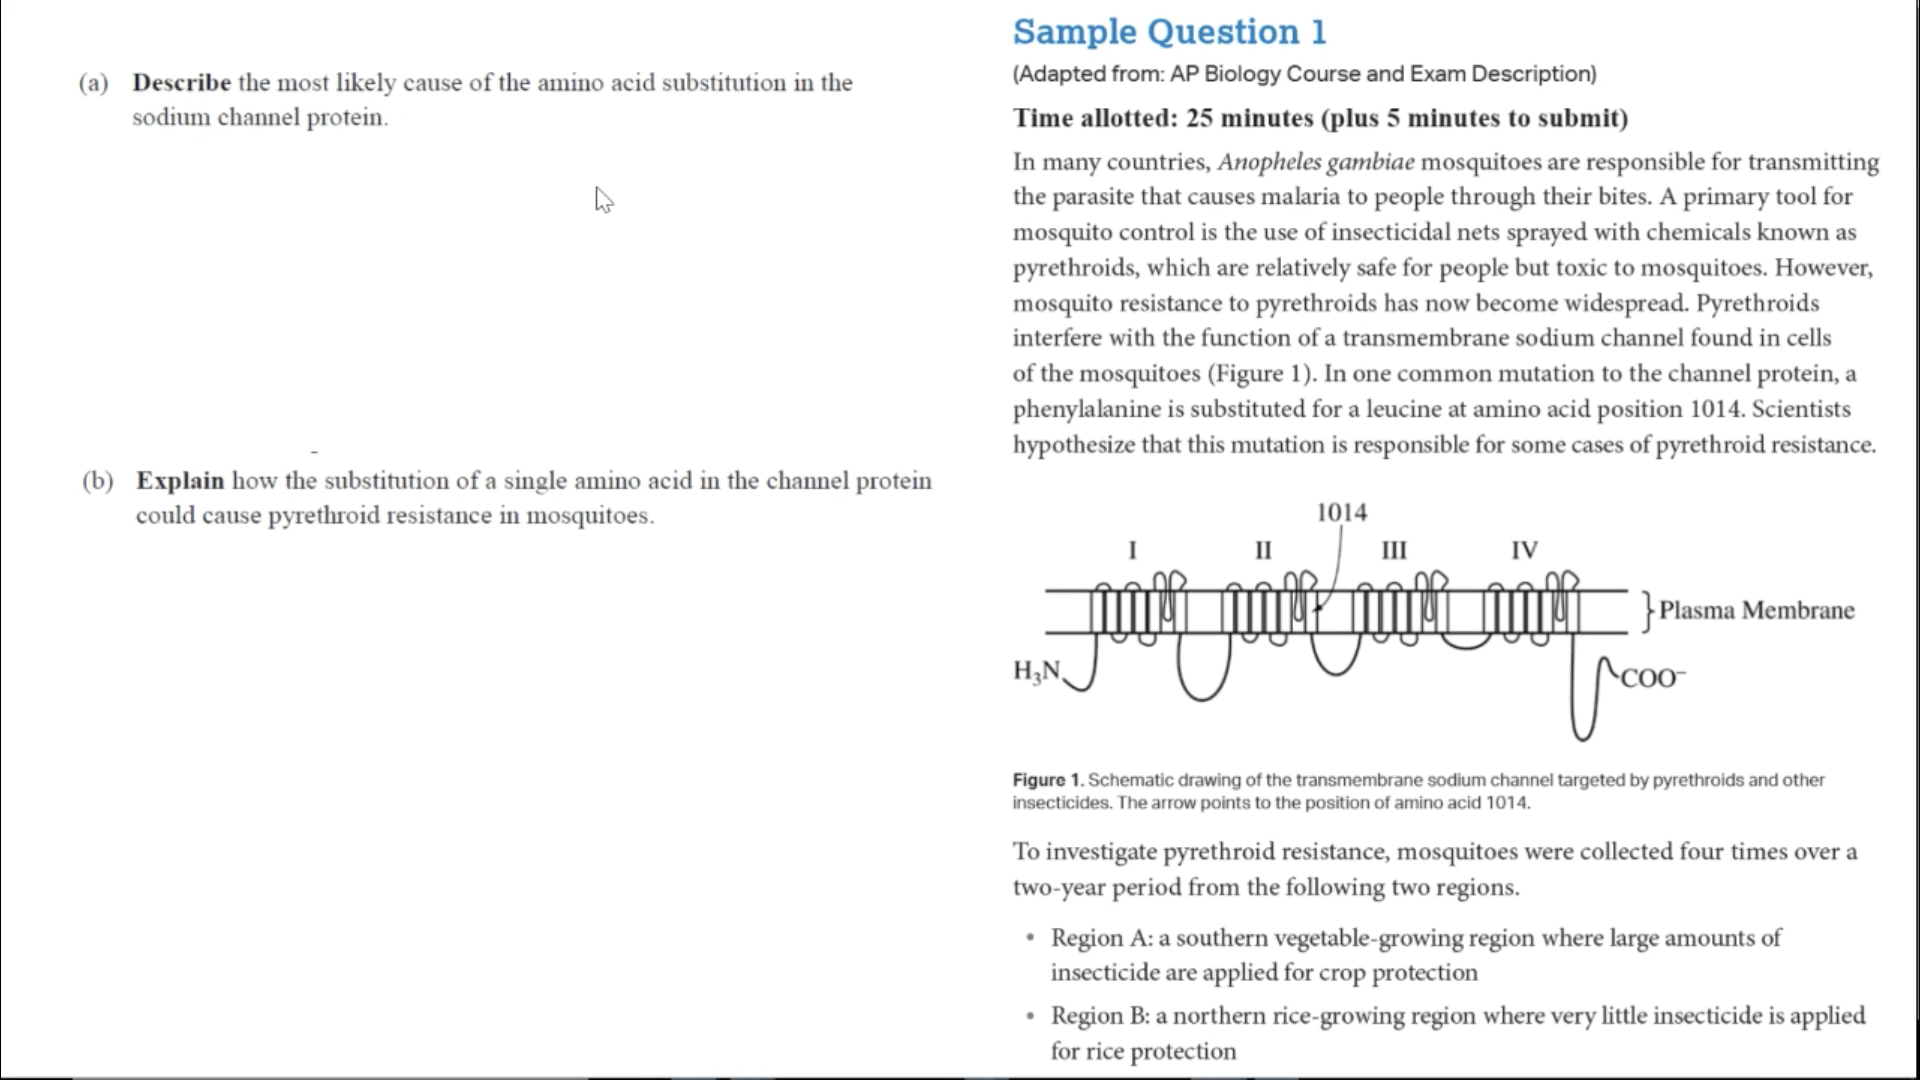 (a) Describe the most likely cause of the amino acid substitution in the
sodium channel protein.
(b) Explain how the substitution of a single amino acid in the channel protein
could cause pyrethroid resistance in mosquitoes.
Sample Question 1
(Adapted from: AP Biology Course and Exam Description)
Time allotted: 25 minutes (plus 5 minutes to submit)
In many countries, Anopheles gambiae mosquitoes are responsible for transmitting
the parasite that causes malaria to people through their bites. A primary tool for
mosquito control is the use of insecticidal nets sprayed with chemicals known as
pyrethroids, which are relatively safe for people but toxic to mosquitoes. However,
mosquito resistance to pyrethroids has now become widespread. Pyrethroids
interfere with the function of a transmembrane sodium channel found in cells
of the mosquitoes (Figure 1). In one common mutation to the channel protein, a
phenylalanine is substituted for a leucine at amino acid position 1014. Scientists
hypothesize that this mutation is responsible for some cases of pyrethroid resistance.
1014
I II III IV
Plasma Membrane
H₃N
COO⁻
Figure 1. Schematic drawing of the transmembrane sodium channel targeted by pyrethroids and other
insecticides. The arrow points to the position of amino acid 1014.
To investigate pyrethroid resistance, mosquitoes were collected four times over a
two-year period from the following two regions.
• Region A: a southern vegetable-growing region where large amounts of
insecticide are applied for crop protection
• Region B: a northern rice-growing region where very little insecticide is applied
for rice protection